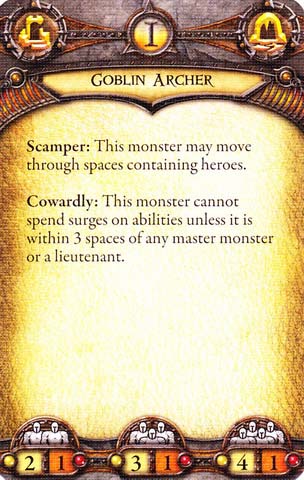 I
Goblin Archer
Scamper: This monster may move
through spaces containing heroes.
Cowardly: This monster cannot
spend surges on abilities unless it is
within 3 spaces of any master monster
or a lieutenant.
2 1 3 1 4 1